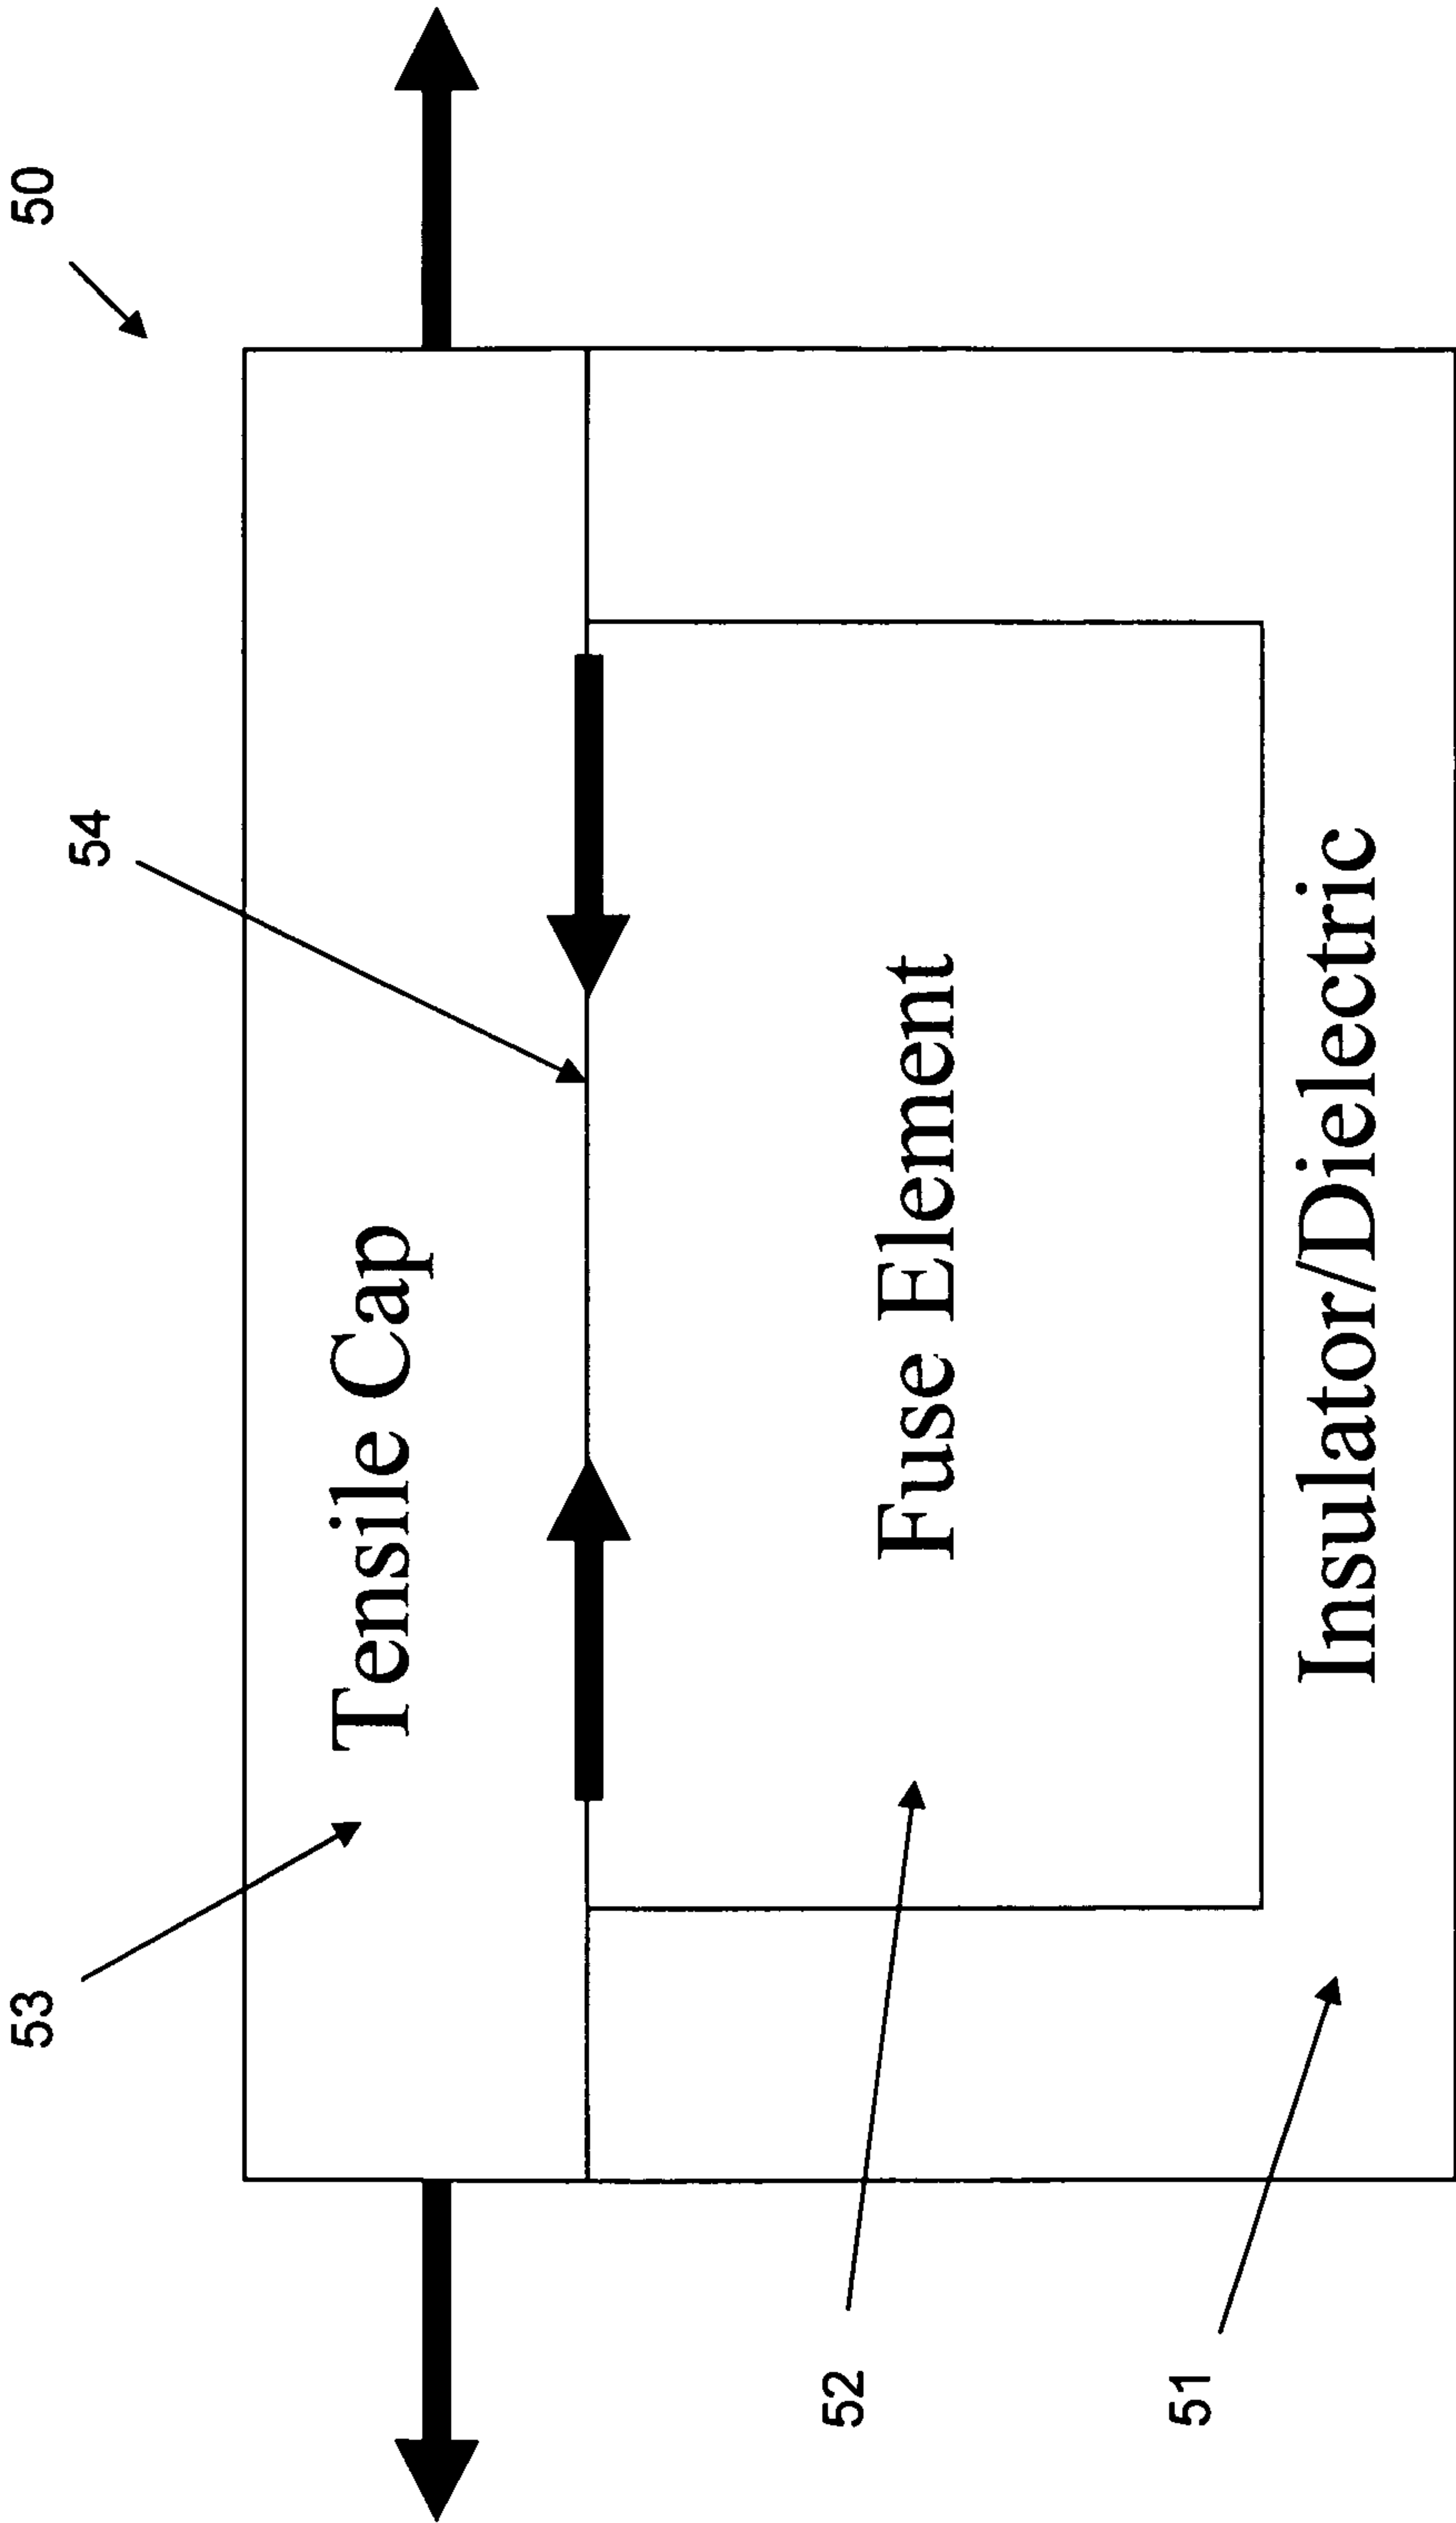 50
54
53
Tensile Cap
Fuse Element
52
Insulator/Dielectric
51